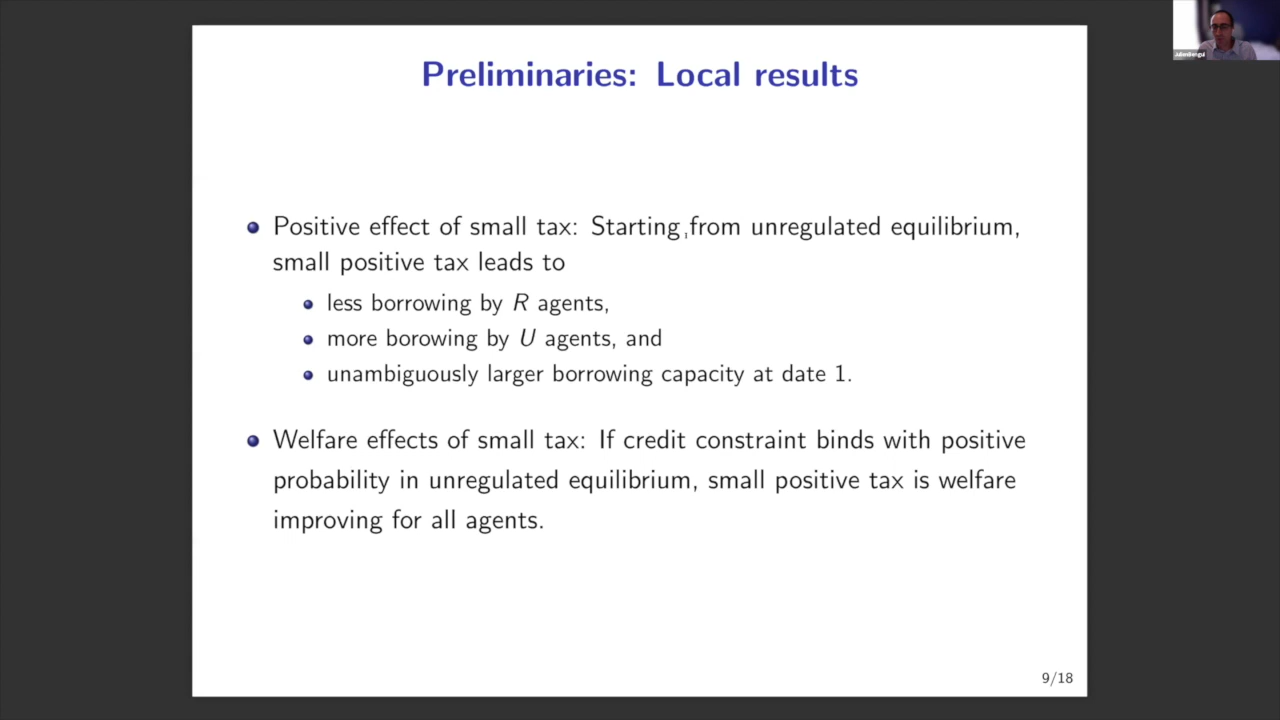 Preliminaries: Local results
Positive effect of small tax: Starting from unregulated equilibrium,
small positive tax leads to
less borrowing by R agents,
more borowing by U agents, and
unambiguously larger borrowing capacity at date 1.
Welfare effects of small tax: If credit constraint binds with positive
probability in unregulated equilibrium, small positive tax is welfare
improving for all agents.
9/18